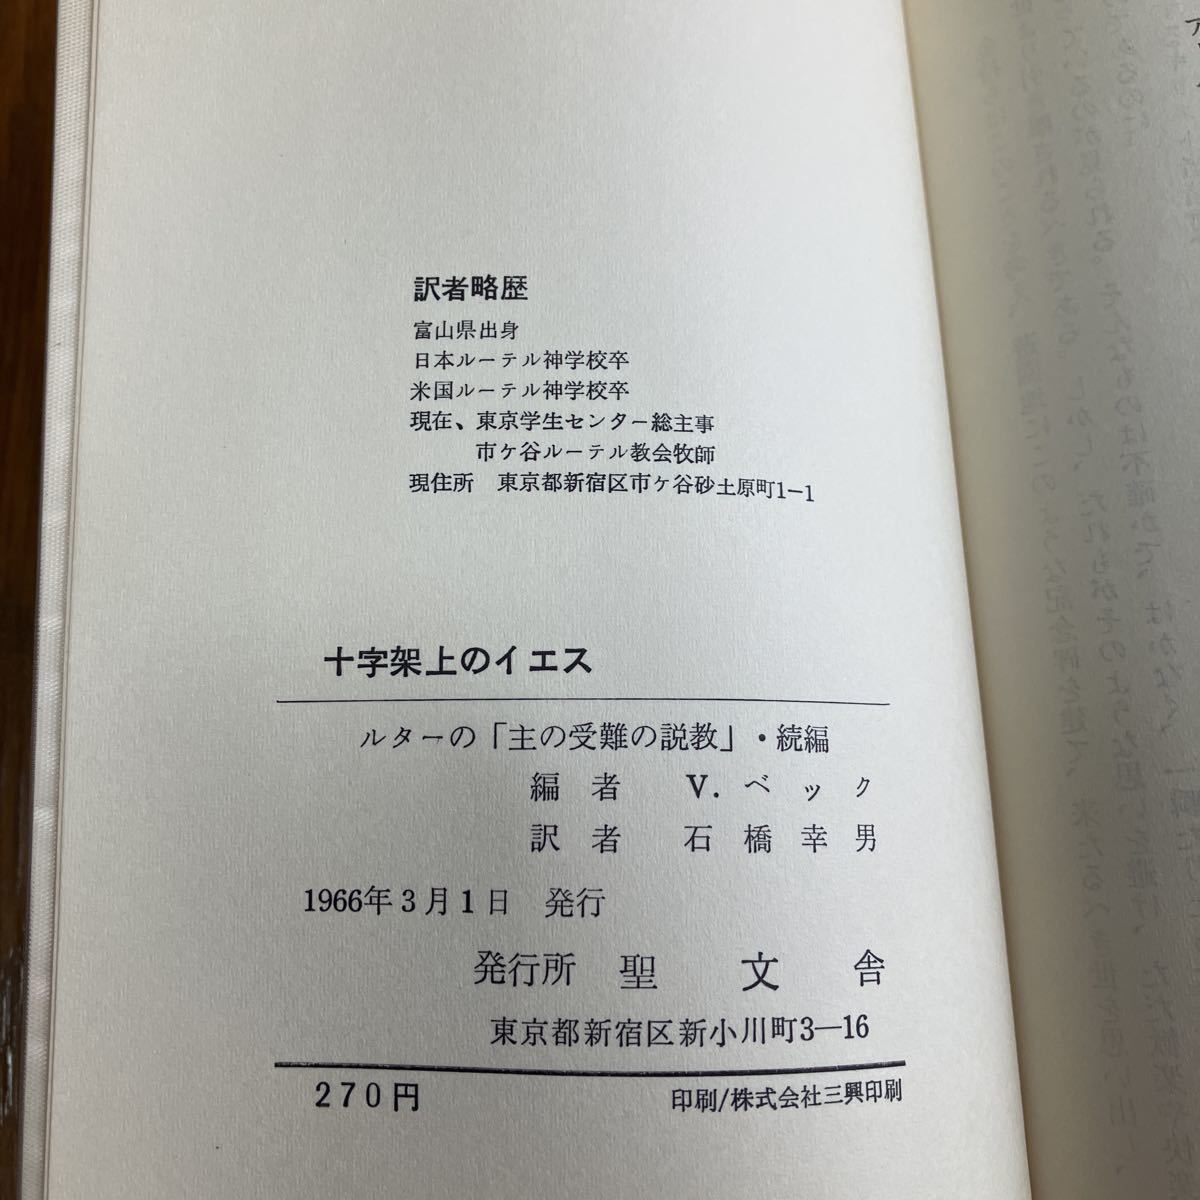 訳者略歴
富山県出身
日本ルーテル神学校卒
米国ルーテル神学校卒
現在、東京学生センター総主事
市ケ谷ルーテル教会牧師
現住所　東京都新宿区市ケ谷砂土原町1-1
十字架上のイエス
ルターの「主の受難の説教」・続編
編者　V. ベック
訳者　石橋幸男
1966年3月1日　発行
発行所　聖文舎
東京都新宿区新小川町3—16
270円
印刷/株式会社三興印刷